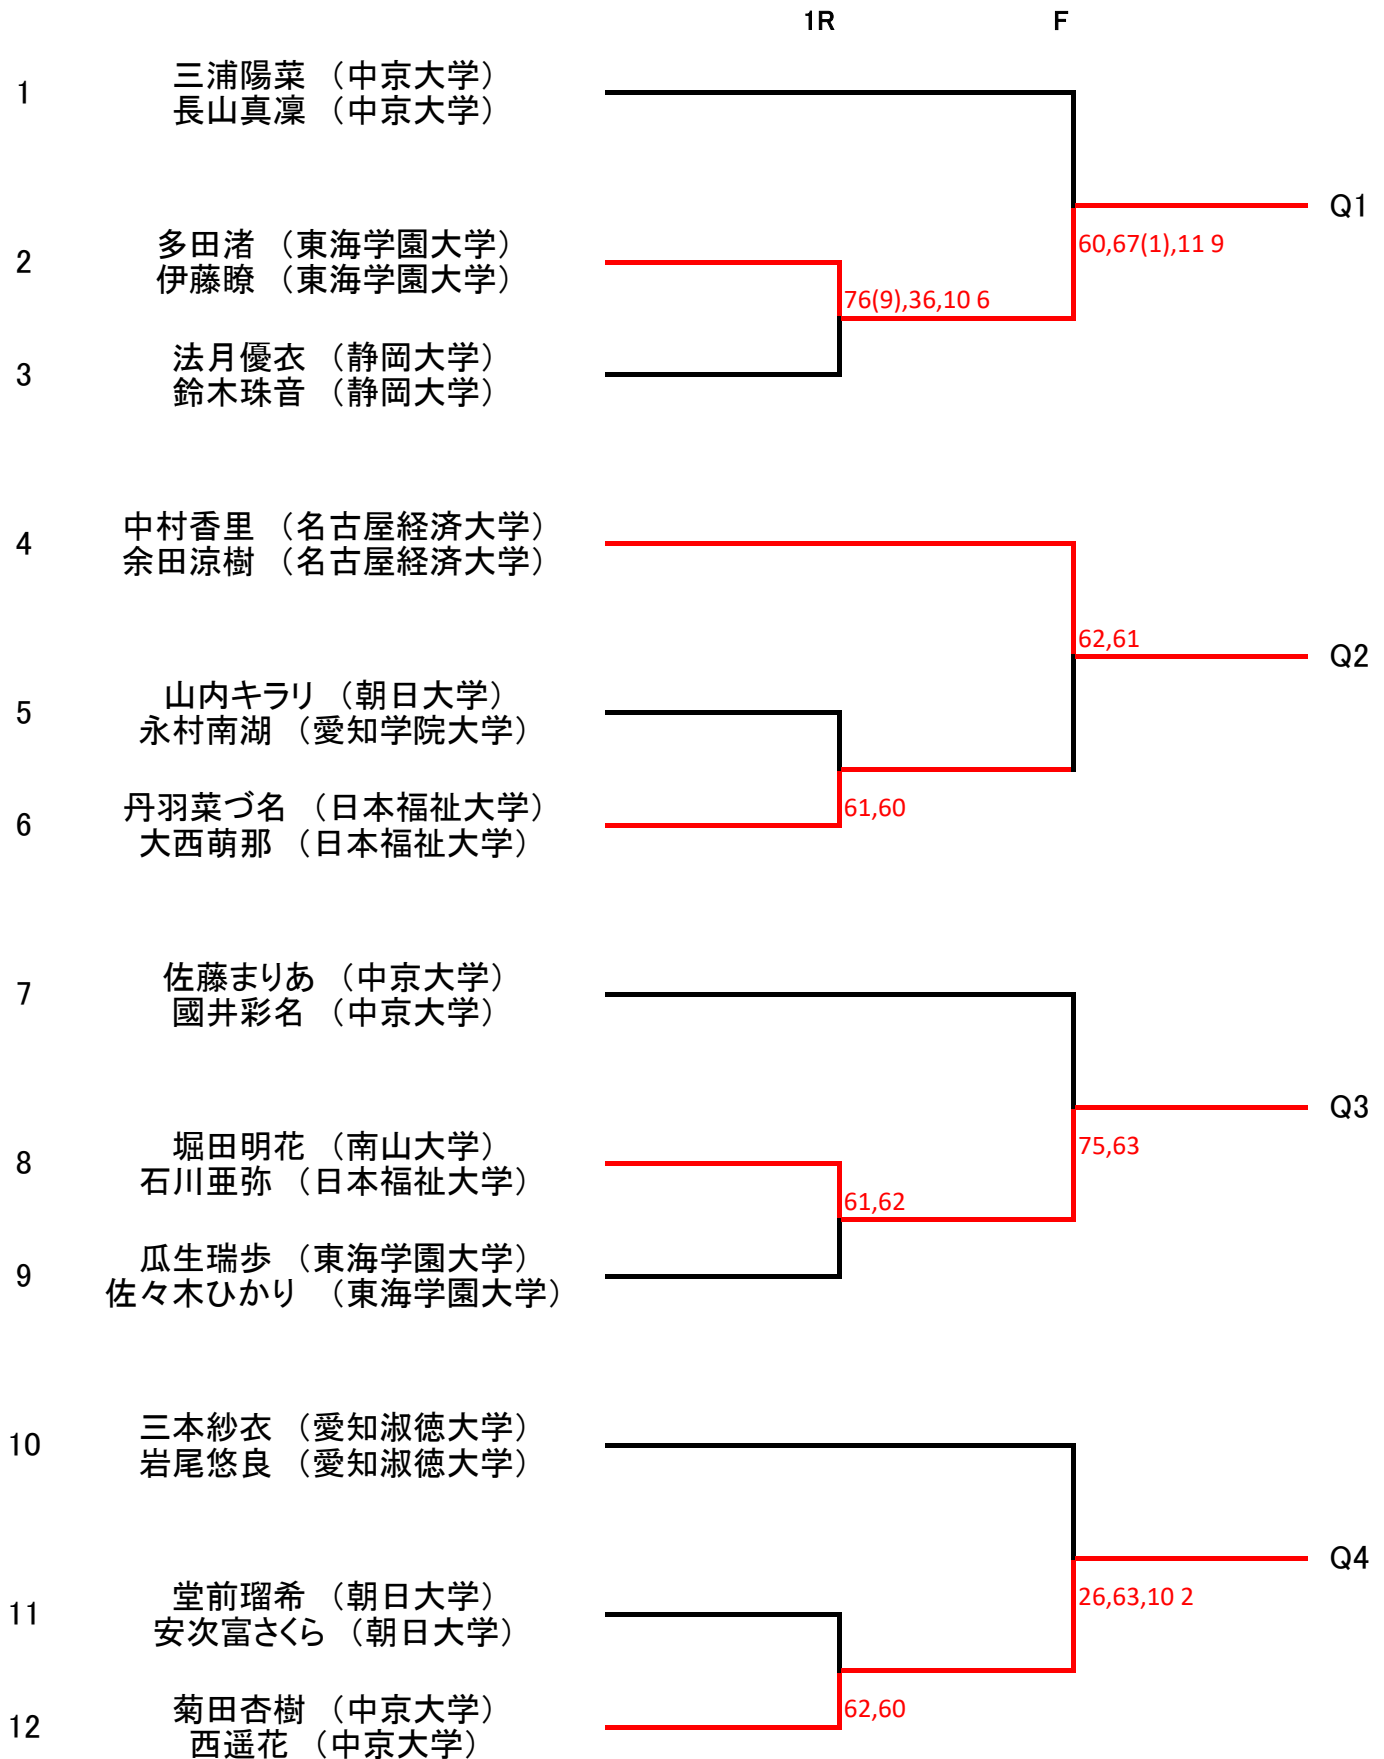 1R F
1 三浦陽菜 （中京大学）
長山真凜 （中京大学）
Q1
60,67(1),11 9
2 多田渚 （東海学園大学）
伊藤瞭 （東海学園大学）
76(9),36,10 6
3 法月優衣 （静岡大学）
鈴木珠音 （静岡大学）
4 中村香里 （名古屋経済大学）
余田涼樹 （名古屋経済大学）
62,61
Q2
5 山内キラリ （朝日大学）
永村南湖 （愛知学院大学）
61,60
6 丹羽菜づ名 （日本福祉大学）
大西萌那 （日本福祉大学）
7 佐藤まりあ （中京大学）
國井彩名 （中京大学）
Q3
75,63
8 堀田明花 （南山大学）
石川亜弥 （日本福祉大学）
61,62
9 瓜生瑞歩 （東海学園大学）
佐々木ひかり （東海学園大学）
10 三本紗衣 （愛知淑徳大学）
岩尾悠良 （愛知淑徳大学）
Q4
26,63,10 2
11 堂前瑠希 （朝日大学）
安次富さくら （朝日大学）
62,60
12 菊田杏樹 （中京大学）
西遥花 （中京大学）